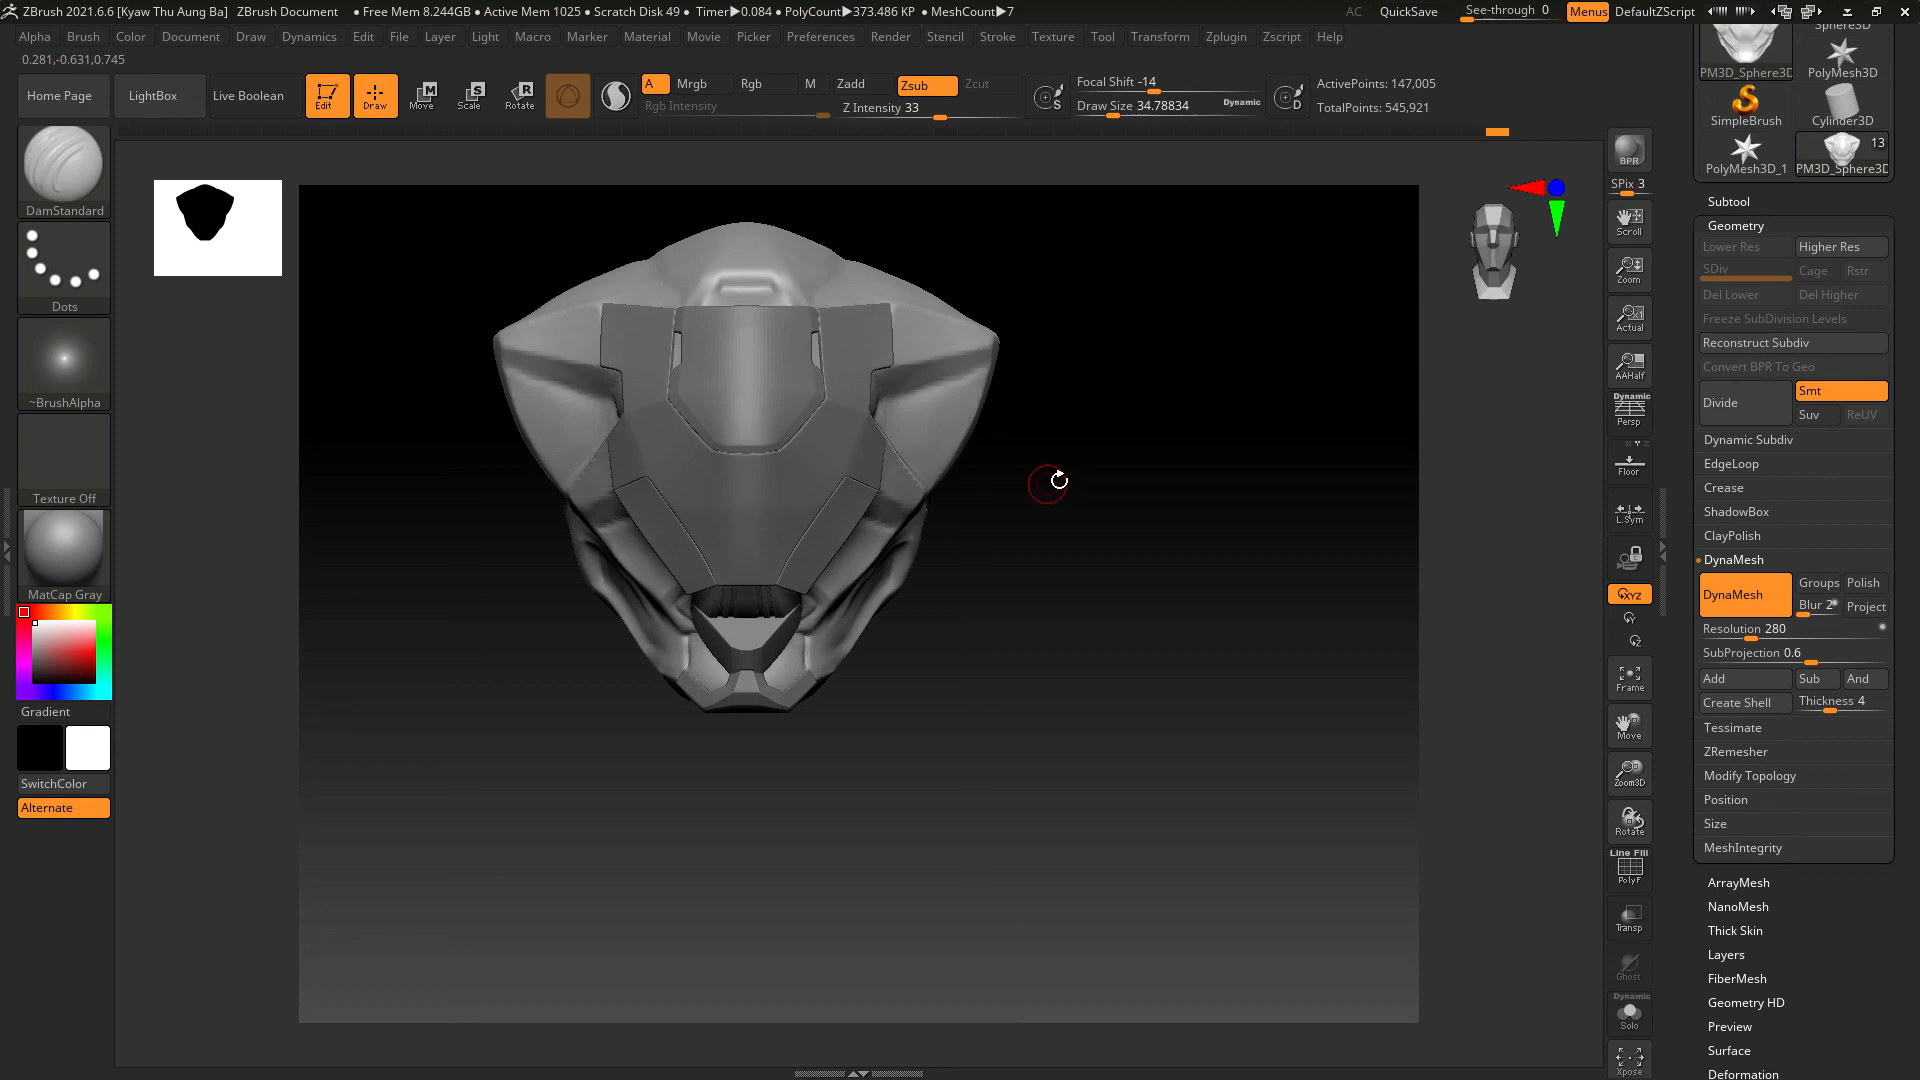 ZBrush 2021.6.6 [Kyaw Thu Aung Ba] ZBrush Document • Free Mem 8.244GB • Active Mem 1025 • Scratch Disk 49 • Timer▶0.084 • PolyCount▶373.486 KP • MeshCount▶7 AC QuickSave See-through 0 Menus DefaultZScript
Alpha Brush Color Document Draw Dynamics Edit File Layer Light Macro Marker Material Movie Picker Preferences Render Stencil Stroke Texture Tool Transform Zplugin Zscript Help
0.281,-0.631,0.745
Home Page LightBox Live Boolean Edit Draw Move Scale Rotate
A Mrgb Rgb M Zadd Zsub Zcut
Rgb Intensity Z Intensity 33
Focal Shift -14
Draw Size 34.78834 Dynamic
S
D
ActivePoints: 147,005
TotalPoints: 545,921
DamStandard
Dots
~BrushAlpha
Texture Off
MatCap Gray
Gradient
SwitchColor
Alternate
BPR
SPix 3
Scroll
Zoom
Actual
AAHalf
Dynamic
Persp
Floor
L.Sym
XYZ
Y
Z
Frame
Move
Zoom3D
Rotate
Line Fill
PolyF
Transp
Ghost
Dynamic
Solo
Xpose
Sphere3D
PM3D_Sphere3D PolyMesh3D
SimpleBrush Cylinder3D
13
PolyMesh3D_1 PM3D_Sphere3D
Subtool
Geometry
Lower Res Higher Res
SDiv Cage Rstr
Del Lower Del Higher
Freeze SubDivision Levels
Reconstruct Subdiv
Convert BPR To Geo
Divide Smt
Suv ReUV
Dynamic Subdiv
EdgeLoop
Crease
ShadowBox
ClayPolish
DynaMesh
DynaMesh Groups Polish
Blur 2 Project
Resolution 280
SubProjection 0.6
Add Sub And
Create Shell Thickness 4
Tessimate
ZRemesher
Modify Topology
Position
Size
MeshIntegrity
ArrayMesh
NanoMesh
Thick Skin
Layers
FiberMesh
Geometry HD
Preview
Surface
Deformation